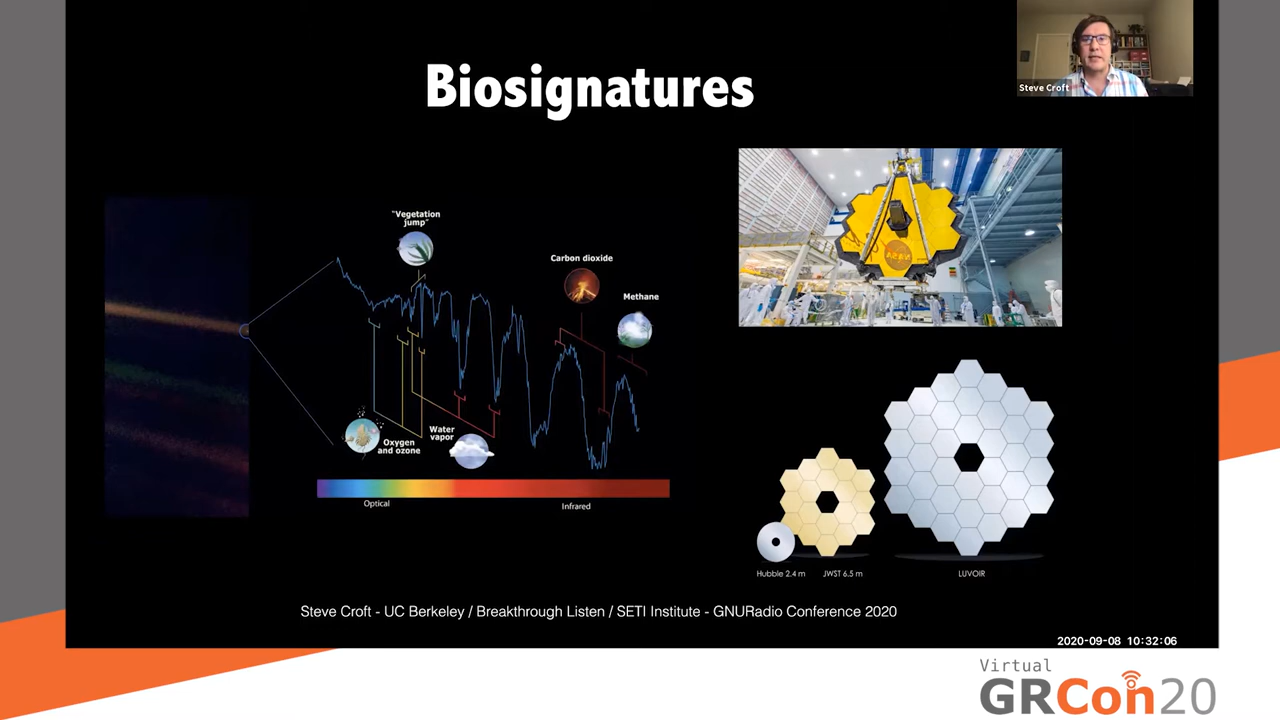 Biosignatures
Steve Croft
"Vegetation
jump"
Carbon dioxide
Methane
Oxygen
and ozone
Water
vapor
Optical
Infrared
NASA
Hubble 2.4 m
JWST 6.5 m
LUVOIR
Steve Croft - UC Berkeley / Breakthrough Listen / SETI Institute - GNURadio Conference 2020
2020-09-08 10:32:06
Virtual
GRCon20